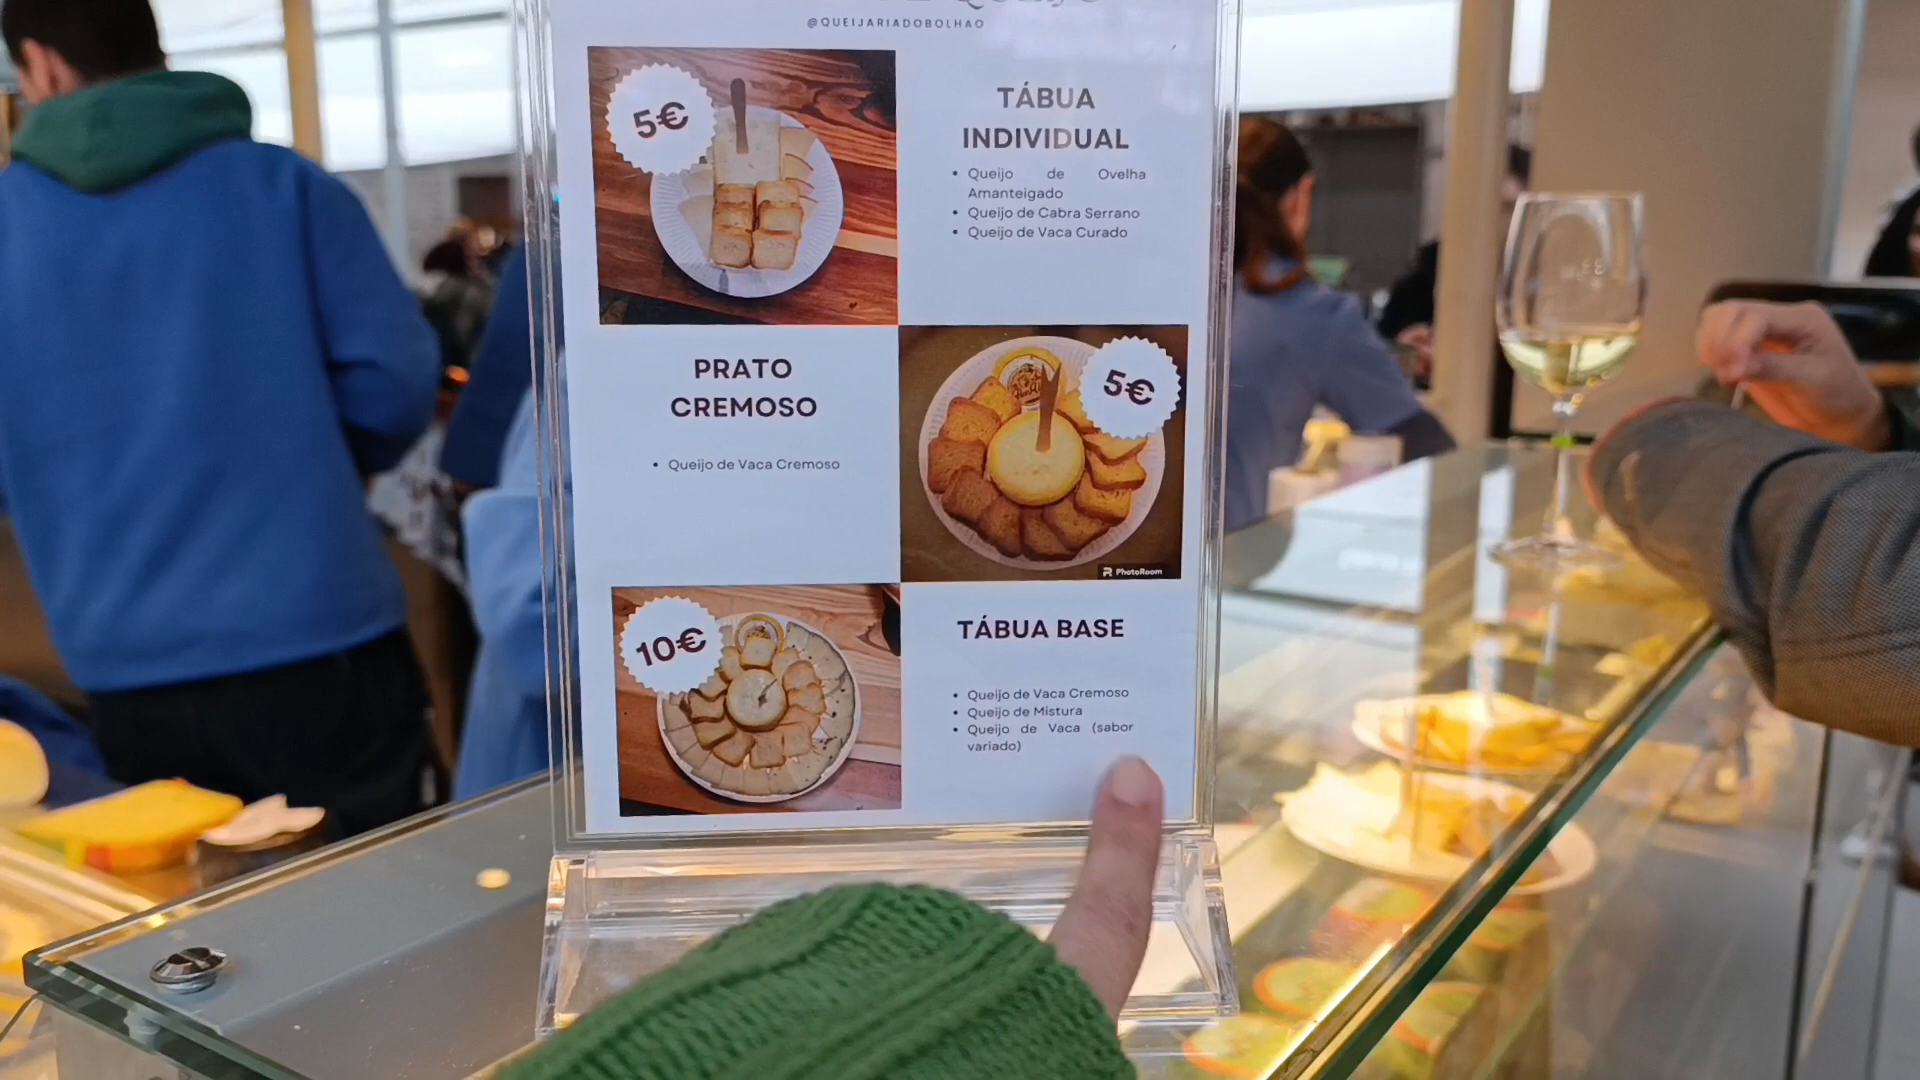 @QUEIJARIADOBOLHAO
5€
TÁBUA
INDIVIDUAL
• Queijo de Ovelha
Amanteigado
• Queijo de Cabra Serrano
• Queijo de Vaca Curado
PRATO
CREMOSO
• Queijo de Vaca Cremoso
5€
PhotoRoom
10€
TÁBUA BASE
• Queijo de Vaca Cremoso
• Queijo de Mistura
• Queijo de Vaca (sabor
variado)